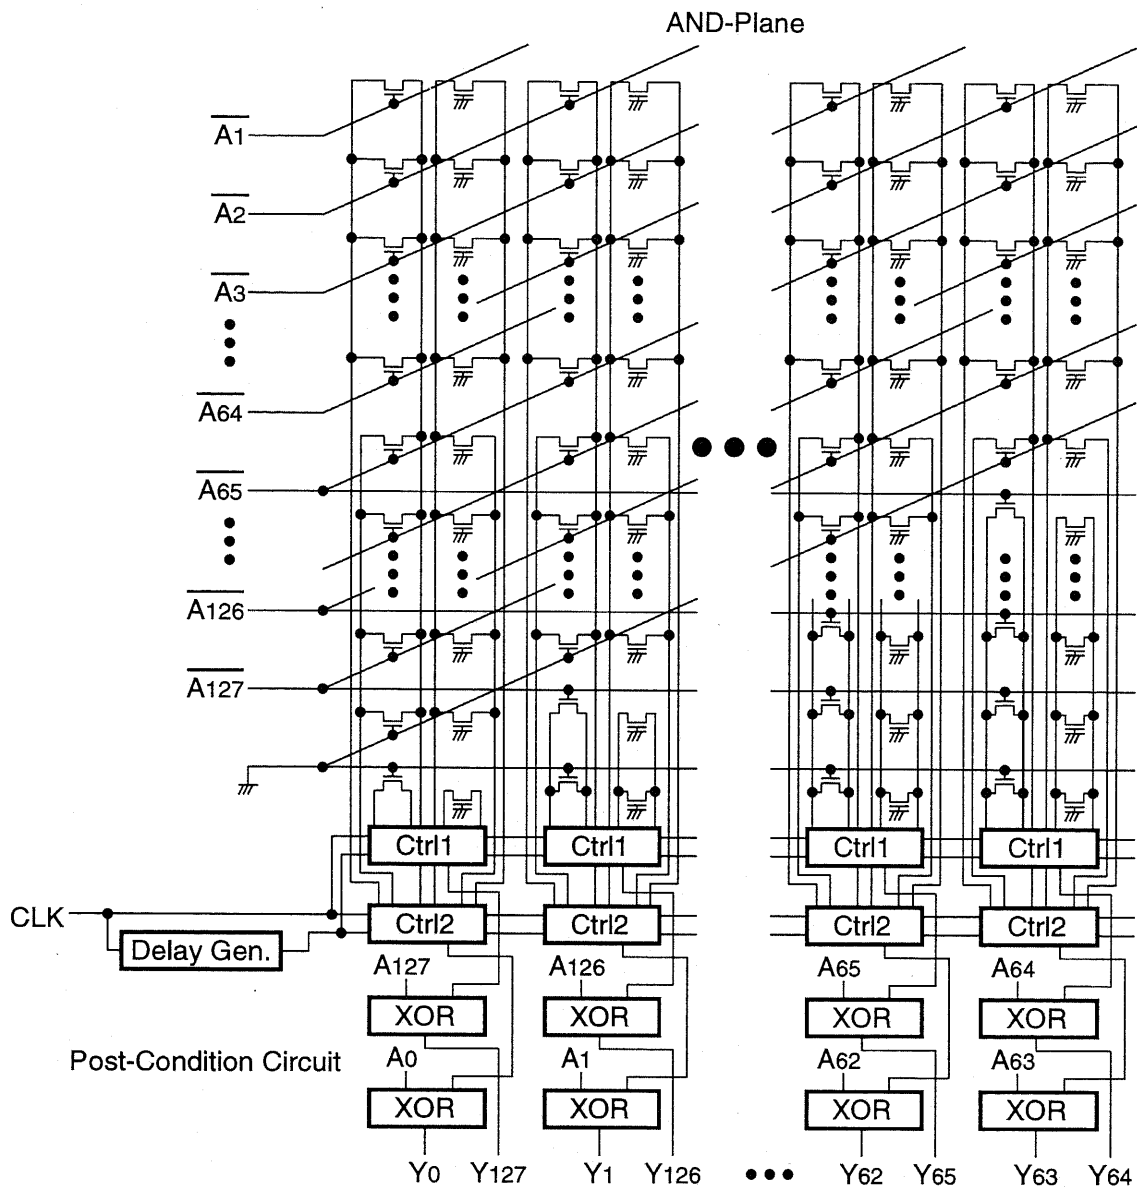 AND-Plane
A1
A2
A3
A64
A65
A126
A127
Ctrl1 Ctrl1 Ctrl1 Ctrl1
CLK
Ctrl2 Ctrl2 Ctrl2 Ctrl2
Delay Gen.
A127 A126 A65 A64
XOR XOR XOR XOR
Post-Condition Circuit
A0 A1 A62 A63
XOR XOR XOR XOR
Y0 Y127 Y1 Y126 ••• Y62 Y65 Y63 Y64